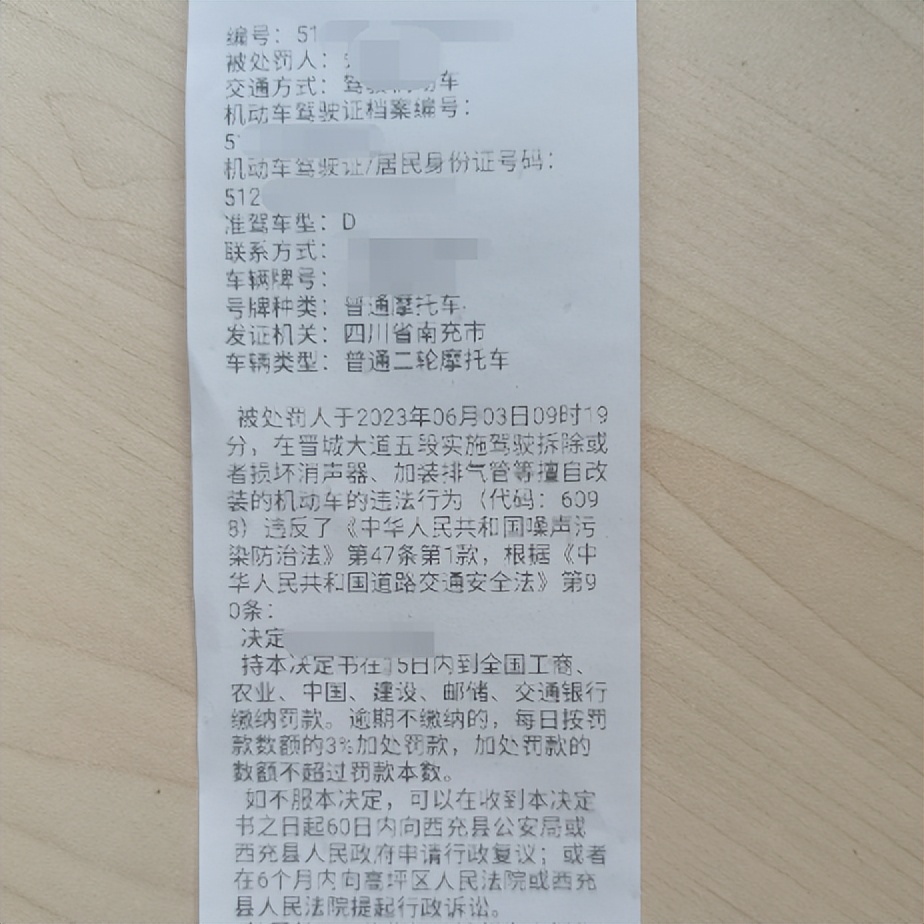 编号：51
被处罚人：
交通方式：驾驶机动车
机动车驾驶证档案编号：
5
机动车驾驶证/居民身份证号码：
512
准驾车型：D
联系方式：
车辆牌号：
号牌种类：普通摩托车
发证机关：四川省南充市
车辆类型：普通二轮摩托车
被处罚人于2023年06月03日09时19
分，在晋城大道五段实施驾驶拆除或
者损坏消声器、加装排气管等擅自改
装的机动车的违法行为（代码：609
8）违反了《中华人民共和国噪声污
染防治法》第47条第1款，根据《中
华人民共和国道路交通安全法》第9
0条：
决定
持本决定书在15日内到全国工商、
农业、中国、建设、邮储、交通银行
缴纳罚款。逾期不缴纳的，每日按罚
款数额的3%加处罚款，加处罚款的
数额不超过罚款本数。
如不服本决定，可以在收到本决定
书之日起60日内向西充县公安局或
西充县人民政府申请行政复议；或者
在6个月内向高坪区人民法院或西充
县人民法院提起行政诉讼。